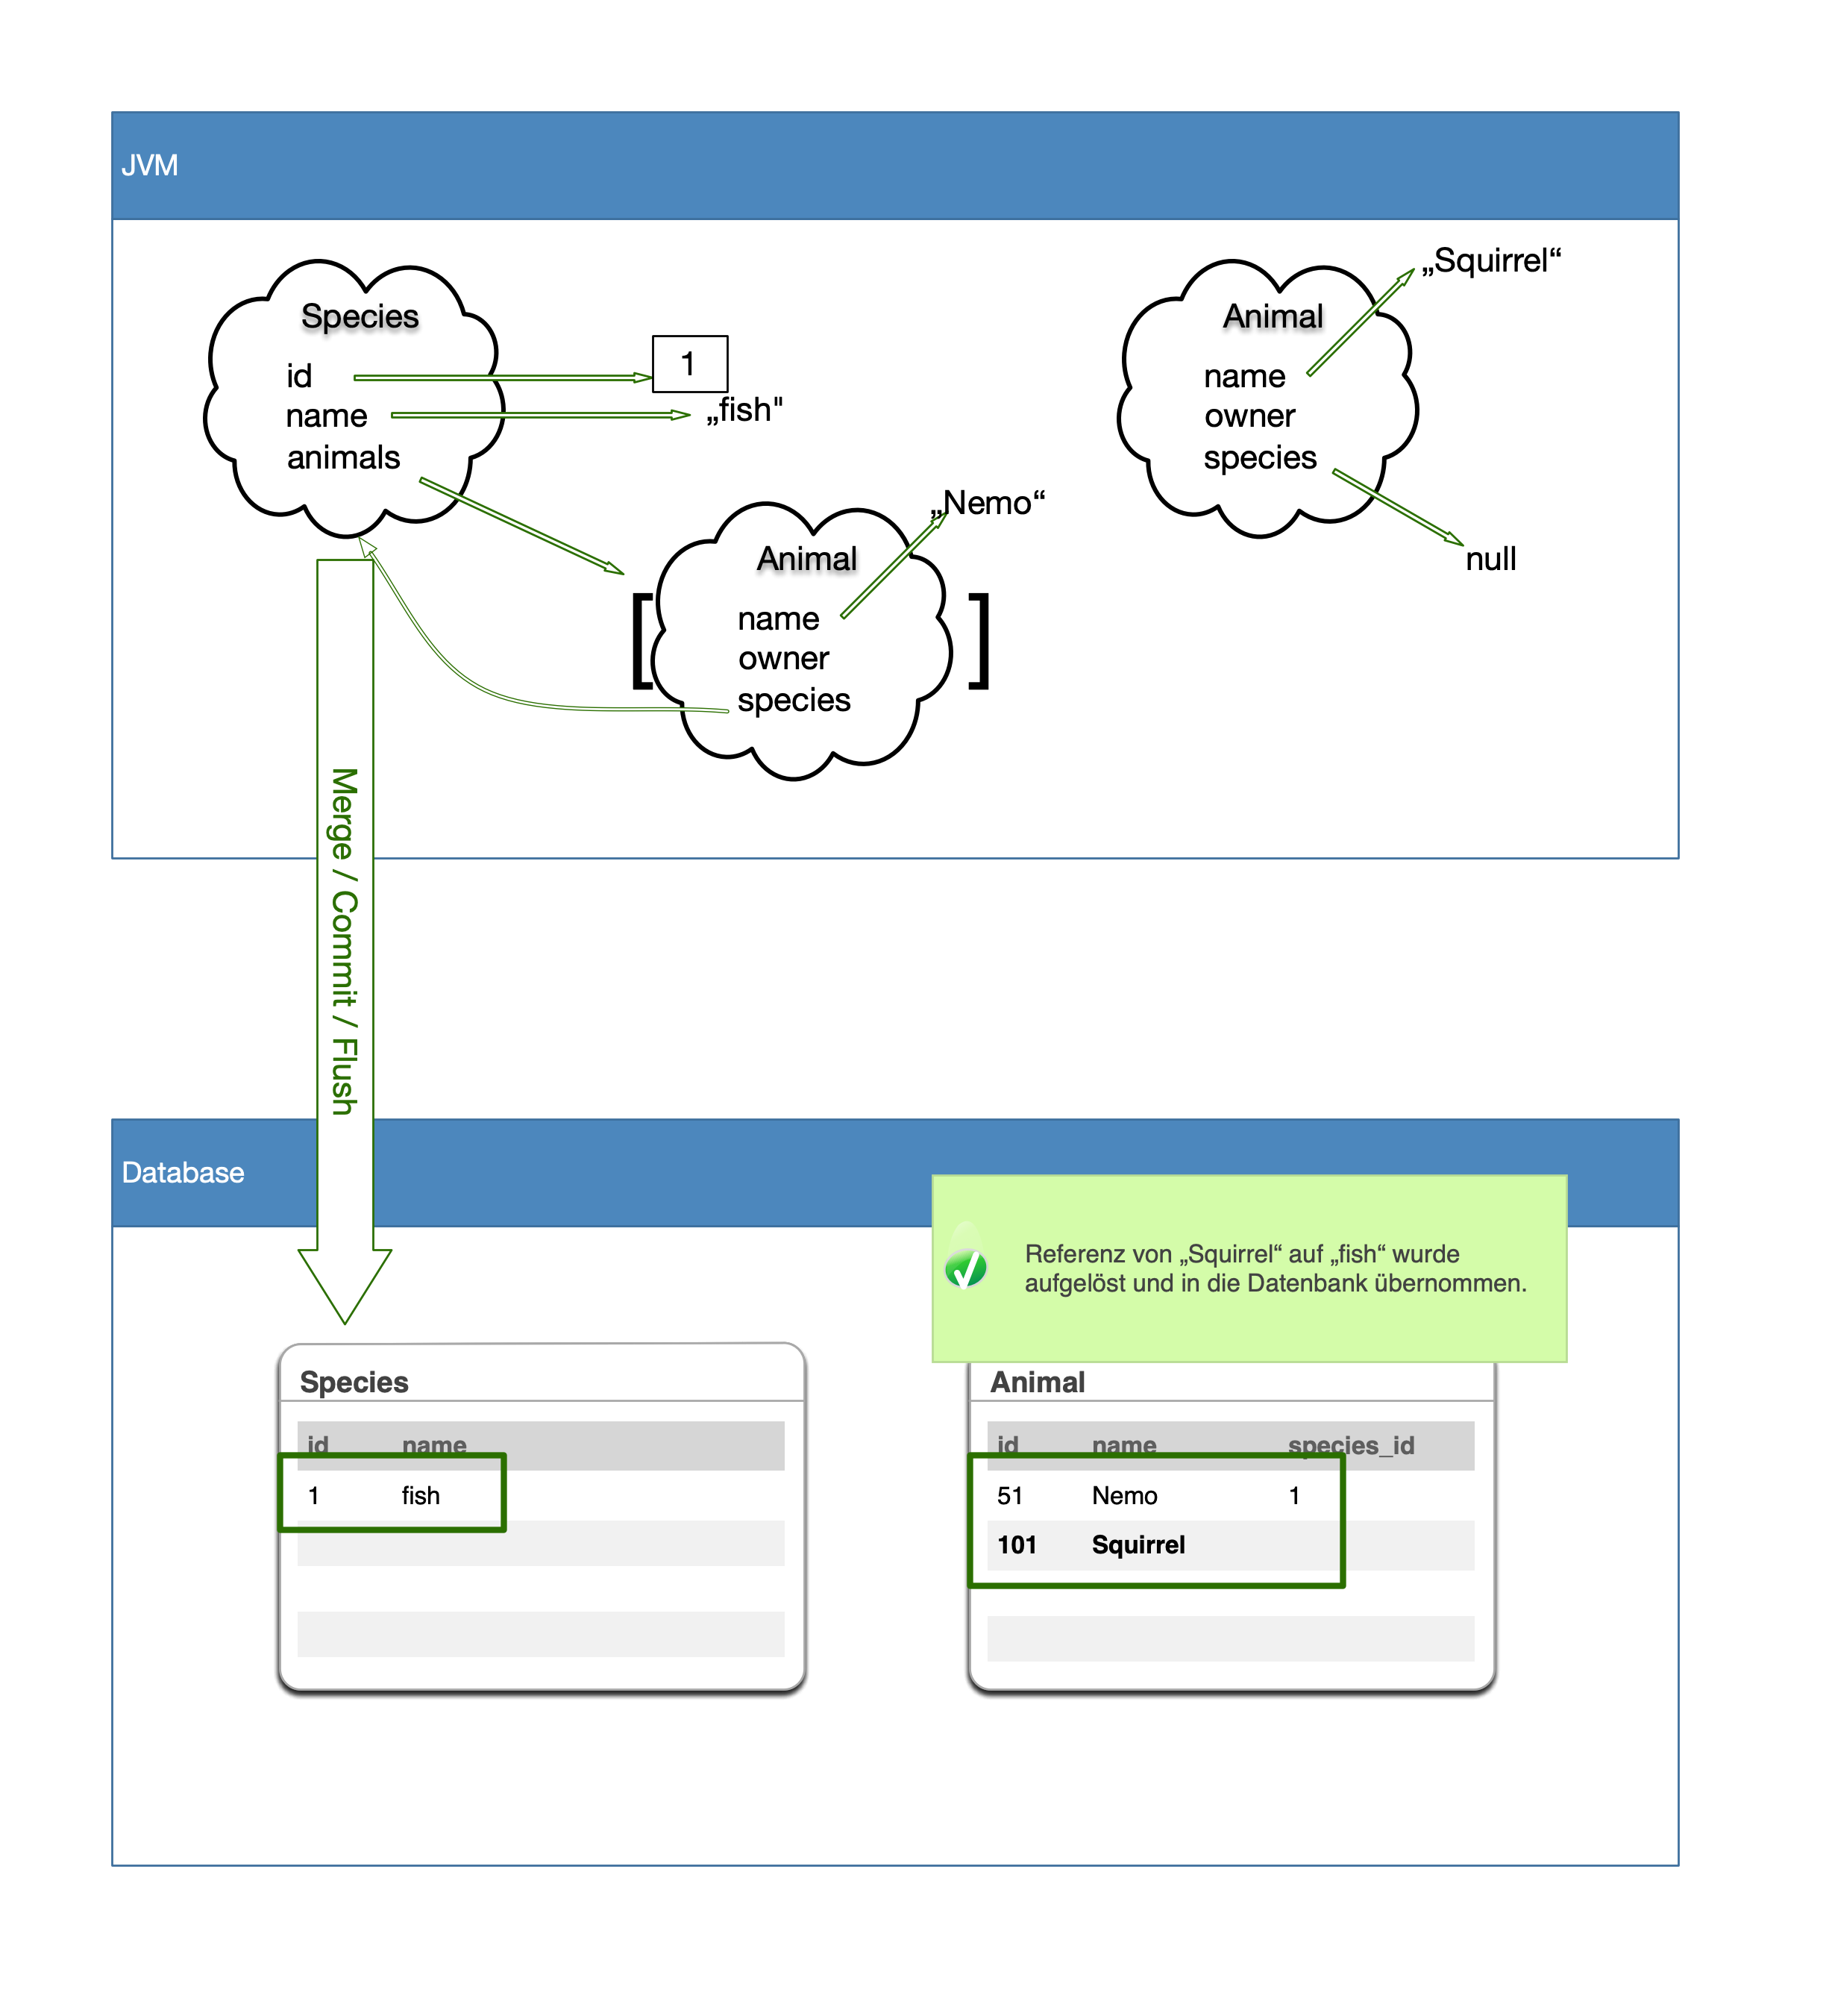 JVM
Species
id
name
animals
1
„fish"
Animal
name
owner
species
„Nemo“
[
]
Animal
name
owner
species
„Squirrel“
null
Merge / Commit / Flush
Database
Referenz von „Squirrel“ auf „fish“ wurde
aufgelöst und in die Datenbank übernommen.
Species
id name
1 fish
Animal
id name species_id
51 Nemo 1
101 Squirrel